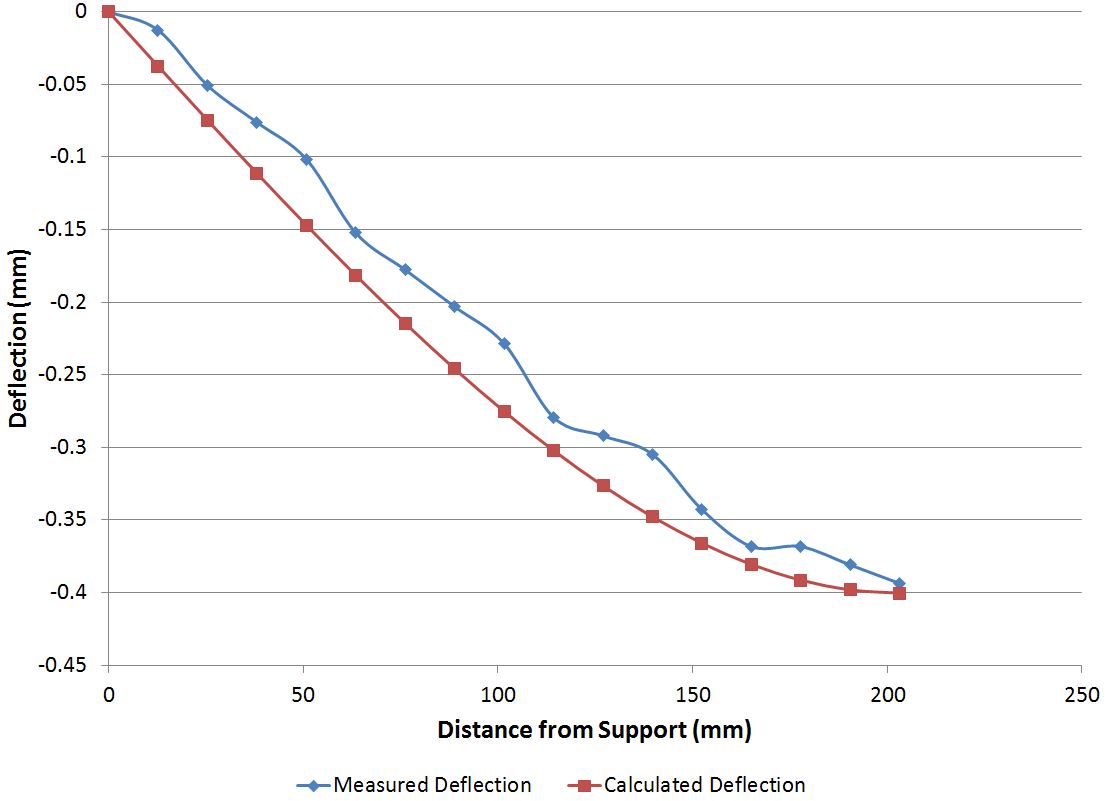 0
-0.05
-0.1
-0.15
-0.2
-0.25
-0.3
-0.35
-0.4
-0.45
Deflection (mm)
0 50 100 150 200 250
Distance from Support (mm)
Measured Deflection Calculated Deflection